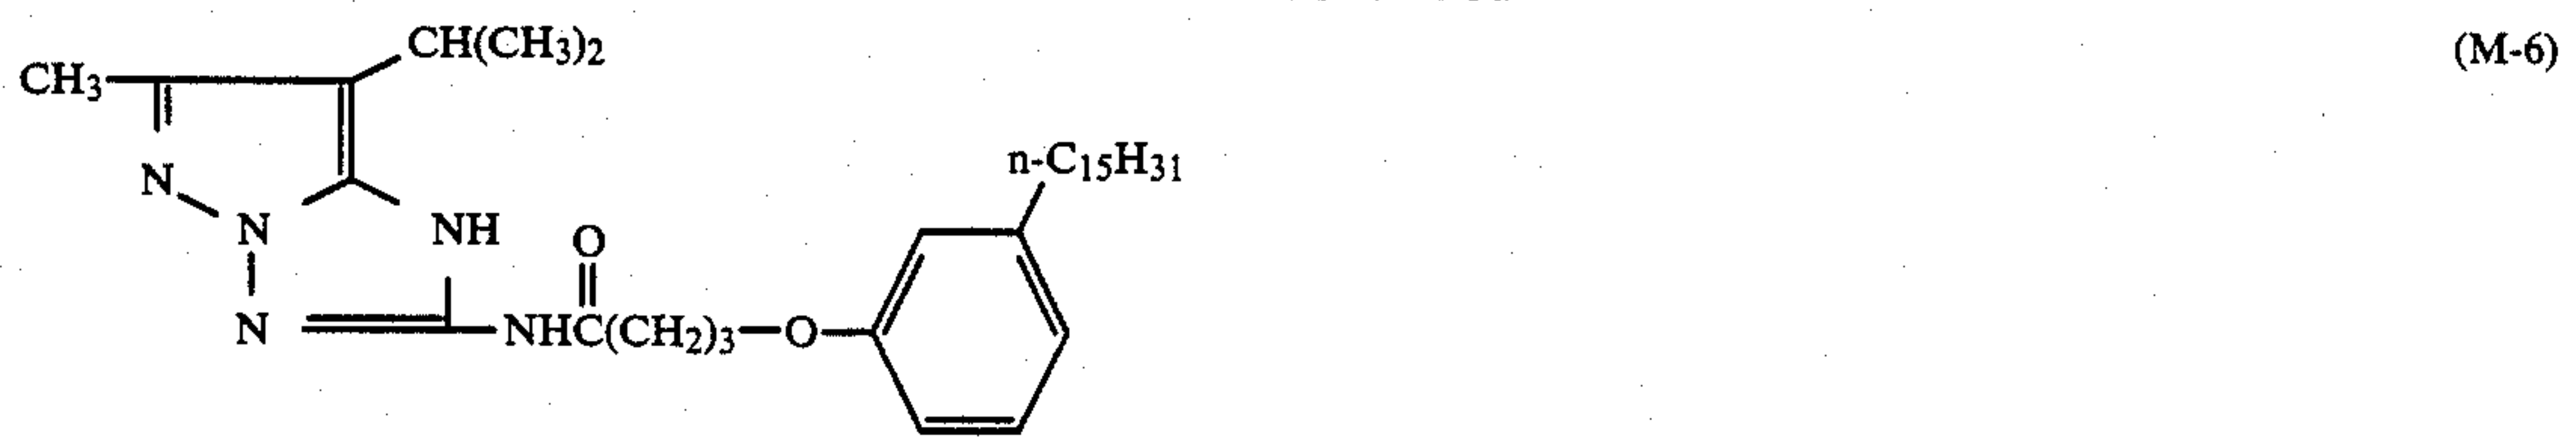 CH(CH3)2
(M-6)
CH3
n-C15H31
N
N
NH
O
N
NHC(CH2)3—O